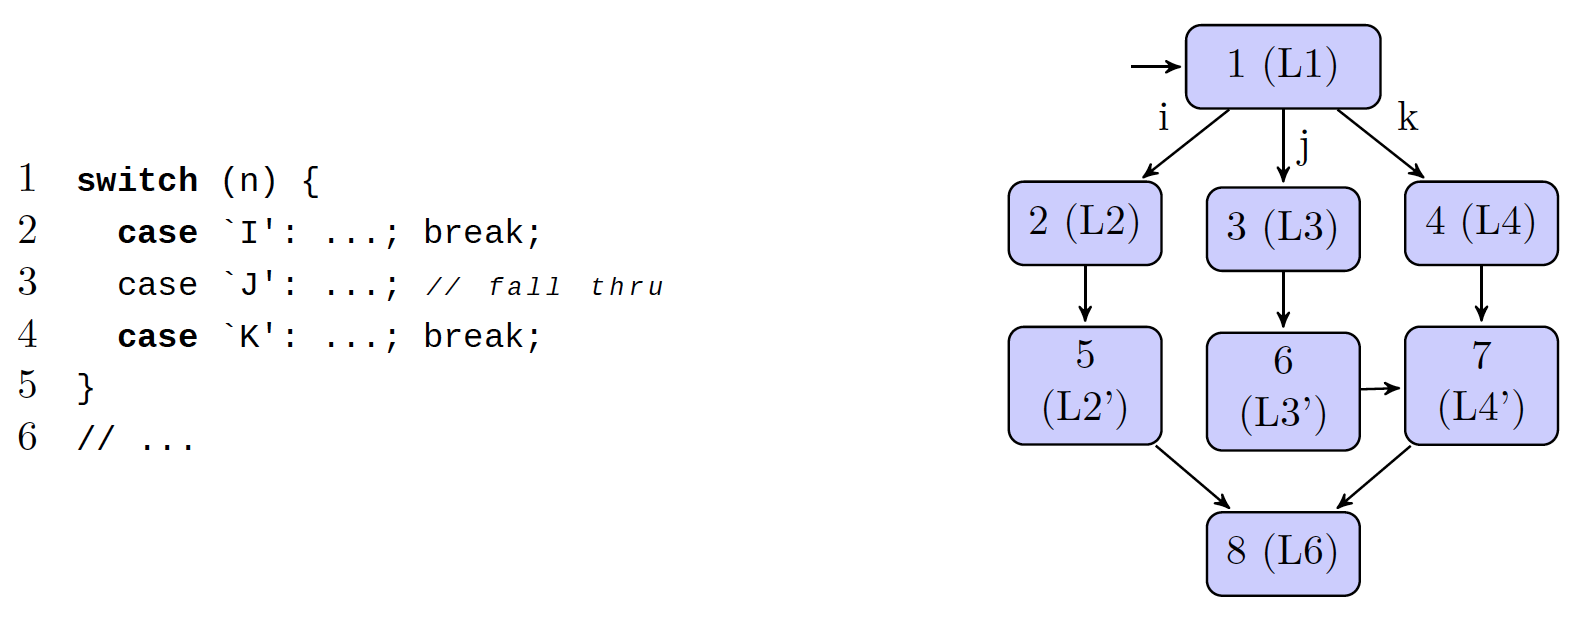 1 switch (n) {
2 case `I': ...; break;
3 case `J': ...; // fall thru
4 case `K': ...; break;
5 }
6 // ...
1 (L1)
i
j
k
2 (L2)
3 (L3)
4 (L4)
5
(L2')
6
(L3')
7
(L4')
8 (L6)